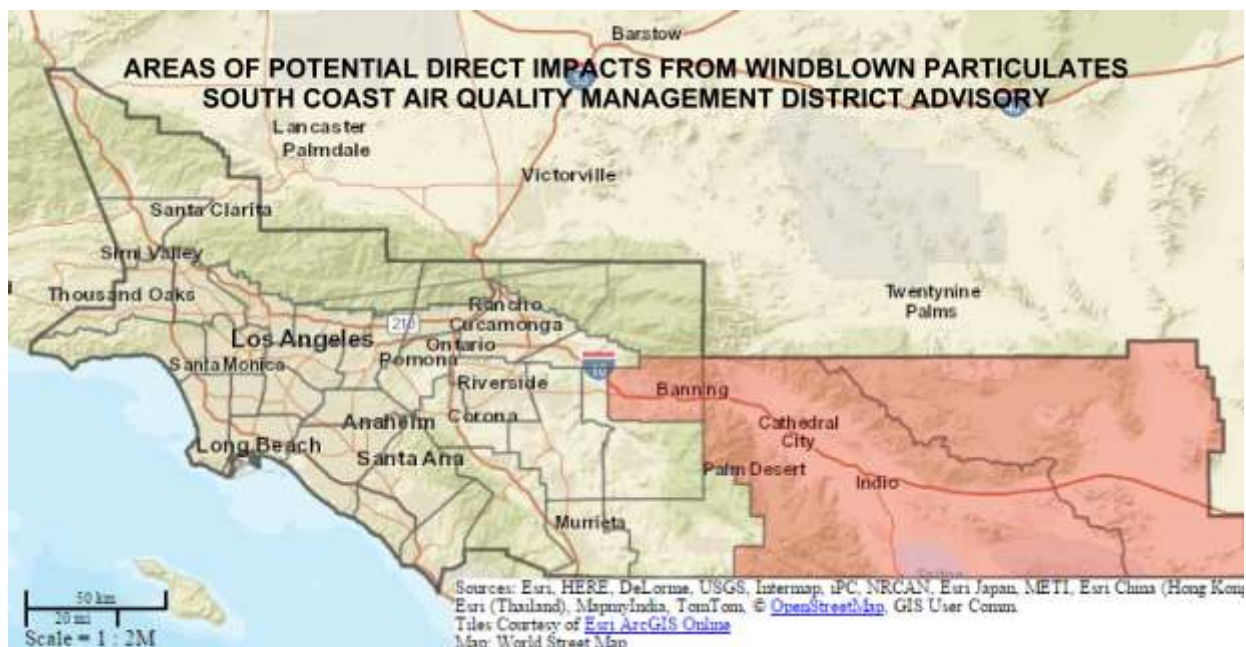 Barstow
AREAS OF POTENTIAL DIRECT IMPACTS FROM WINDBLOWN PARTICULATES
SOUTH COAST AIR QUALITY MANAGEMENT DISTRICT ADVISORY
Lancaster
Palmdale
Victorville
Santa Clarita
Simi Valley
Thousand Oaks
Twentynine
Palms
Rancho
Cucamonga
210
Los Angeles
Ontario
Pomona
Santa Monica
10
Riverside
Banning
Corona
Anaheim
Cathedral
City
Long Beach
Santa Ana
Palm Desert
Indio
Murrieta
Salton
50 km
20 mi
Scale = 1 : 2M
Sources: Esri, HERE, DeLorme, USGS, Intermap, iPC, NRCAN, Esri Japan, METI, Esri China (Hong Kong
Esri (Thailand), MapmyIndia, TomTom, © OpenStreetMap, GIS User Comm
Tiles Courtesy of Esri ArcGIS Online
Map: World Street Map